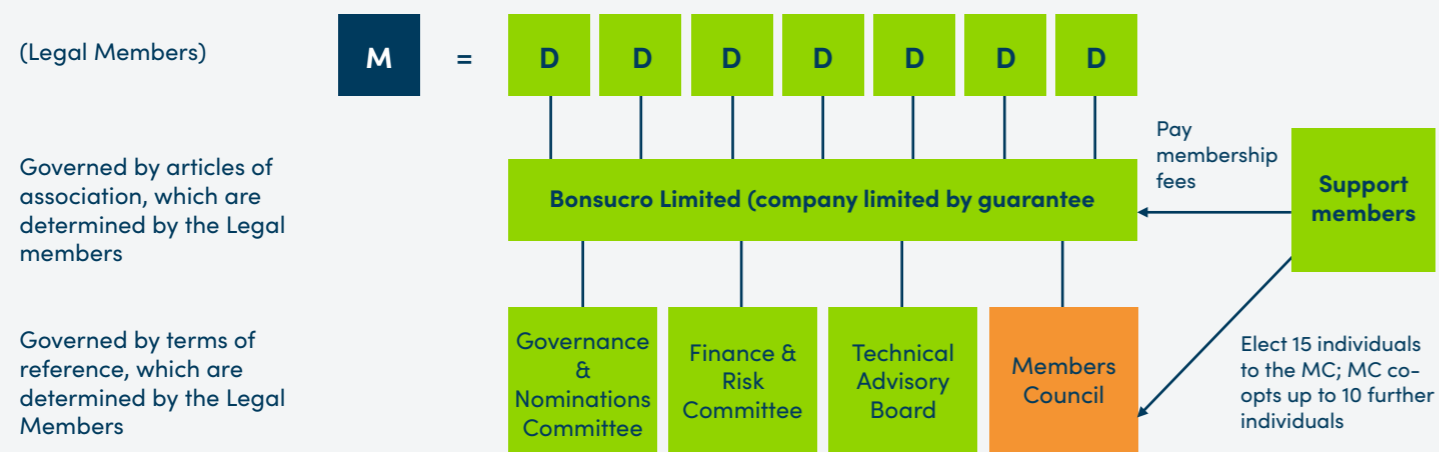 (Legal Members)
M = D D D D D D D
Pay
membership
fees
Governed by articles of
association, which are
determined by the Legal
members
Bonsucro Limited (company limited by guarantee
Support
members
Governed by terms of
reference, which are
determined by the Legal
Members
Governance
&
Nominations
Committee
Finance &
Risk
Committee
Technical
Advisory
Board
Members
Council
Elect 15 individuals
to the MC; MC co-
opts up to 10 further
individuals